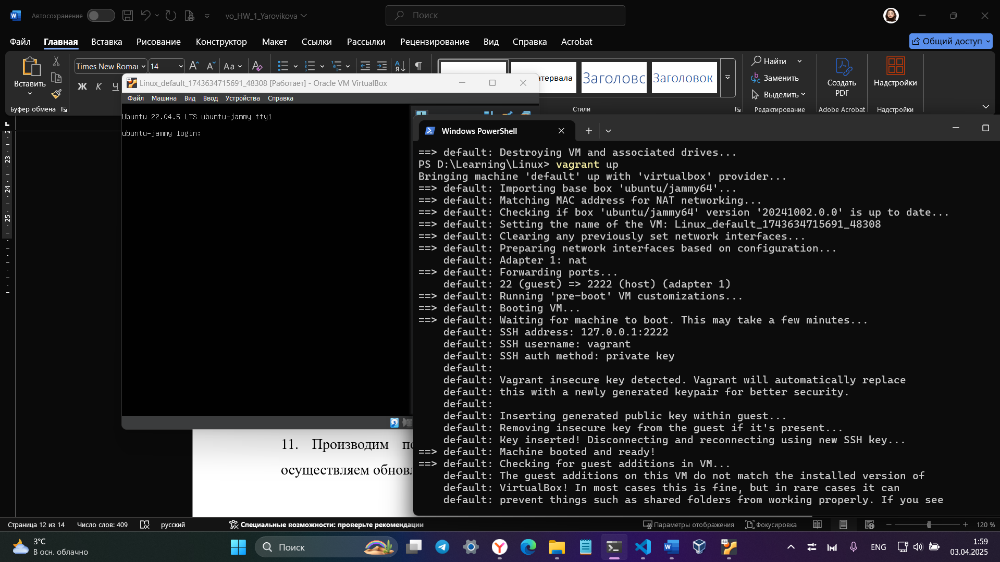 Автосохранение
vo_HW_1_Yarovikova
Поиск
Файл Главная Вставка Рисование Конструктор Макет Ссылки Рассылки Рецензирование Вид Справка Acrobat
Общий доступ
Вставить
Буфер обмена
Times New Roman 14
Aa
Ж К Ч
нтервала
Заголовс
Заголовок
Стили
Найти
Заменить
Выделить
Редактирование
Создать PDF
Adobe Acrobat
Надстройки
Надстройки
Linux_default_1743634715691_48308 [Работает] - Oracle VM VirtualBox
Файл Машина Вид Ввод Устройства Справка
Ubuntu 22.04.5 LTS ubuntu-jammy tty1
ubuntu-jammy login:
23
24
25
Windows PowerShell
==> default: Destroying VM and associated drives...
PS D:\Learning\Linux> vagrant up
Bringing machine 'default' up with 'virtualbox' provider...
==> default: Importing base box 'ubuntu/jammy64'...
==> default: Matching MAC address for NAT networking...
==> default: Checking if box 'ubuntu/jammy64' version '20241002.0.0' is up to date...
==> default: Setting the name of the VM: Linux_default_1743634715691_48308
==> default: Clearing any previously set network interfaces...
==> default: Preparing network interfaces based on configuration...
default: Adapter 1: nat
==> default: Forwarding ports...
default: 22 (guest) => 2222 (host) (adapter 1)
==> default: Running 'pre-boot' VM customizations...
==> default: Booting VM...
==> default: Waiting for machine to boot. This may take a few minutes...
default: SSH address: 127.0.0.1:2222
default: SSH username: vagrant
default: SSH auth method: private key
default:
default: Vagrant insecure key detected. Vagrant will automatically replace
default: this with a newly generated keypair for better security.
default:
default: Inserting generated public key within guest...
default: Removing insecure key from the guest if it's present...
default: Key inserted! Disconnecting and reconnecting using new SSH key...
==> default: Machine booted and ready!
==> default: Checking for guest additions in VM...
default: The guest additions on this VM do not match the installed version of
default: VirtualBox! In most cases this is fine, but in rare cases it can
default: prevent things such as shared folders from working properly. If you see
11. Производим по
осуществляем обновл
Страница 12 из 14 Число слов: 409 русский Специальные возможности: проверьте рекомендации Параметры отображения Фокусировка 120 %
3°C
В осн. облачно
Поиск
ENG
1:59
03.04.2025